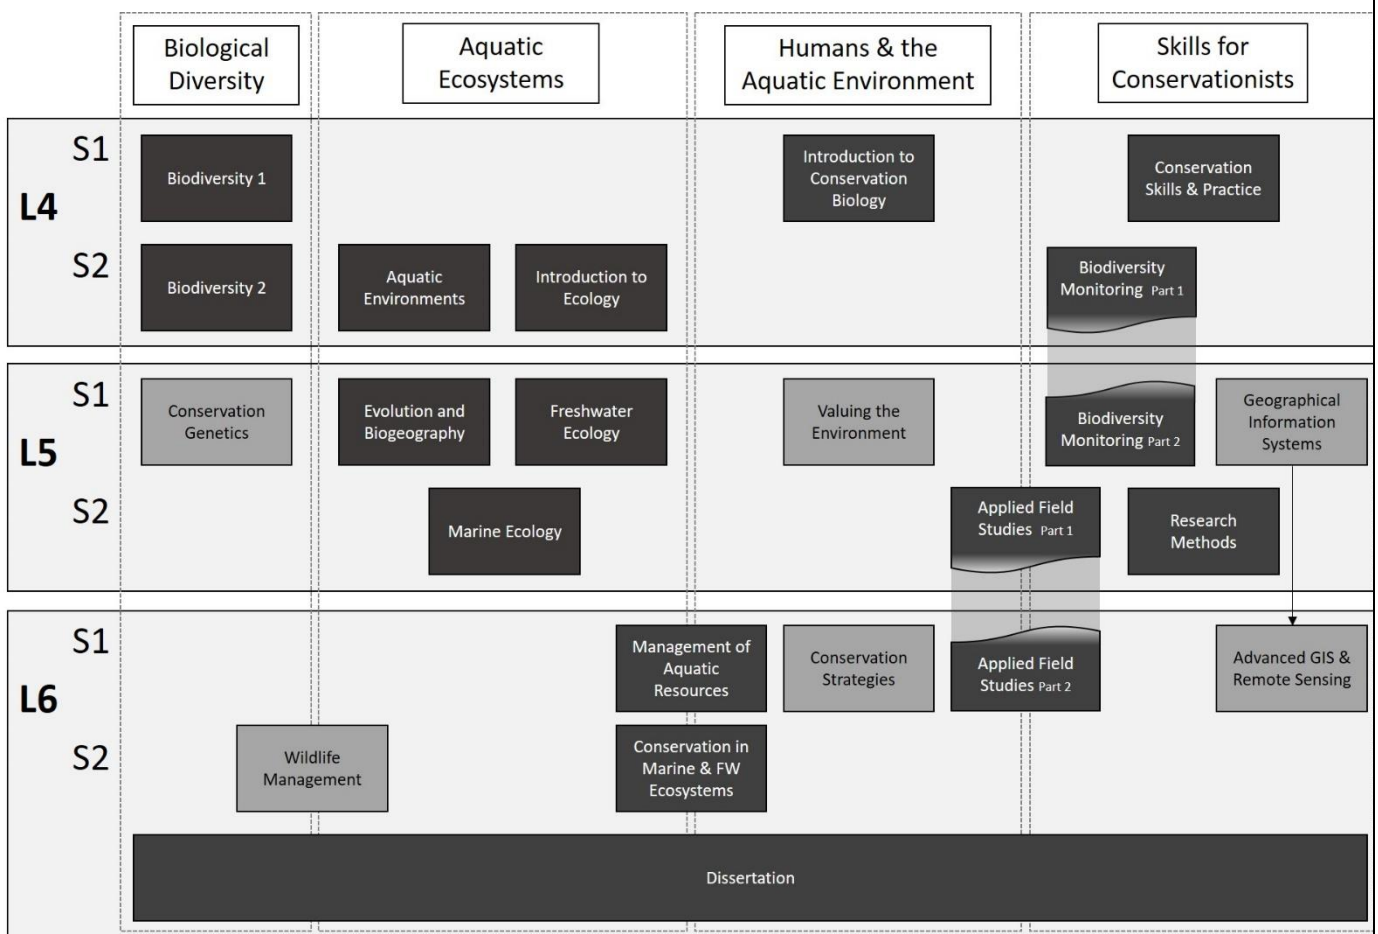 Biological
Diversity
Aquatic
Ecosystems
Humans & the
Aquatic Environment
Skills for
Conservationists
L4
S1
Biodiversity 1
Introduction to
Conservation
Biology
Conservation
Skills & Practice
S2
Biodiversity 2
Aquatic
Environments
Introduction to
Ecology
Biodiversity
Monitoring Part 1
L5
S1
Conservation
Genetics
Evolution and
Biogeography
Freshwater
Ecology
Valuing the
Environment
Biodiversity
Monitoring Part 2
Geographical
Information
Systems
S2
Marine Ecology
Applied Field
Studies Part 1
Research
Methods
L6
S1
Management of
Aquatic
Resources
Conservation
Strategies
Applied Field
Studies Part 2
Advanced GIS &
Remote Sensing
S2
Wildlife
Management
Conservation in
Marine & FW
Ecosystems
Dissertation